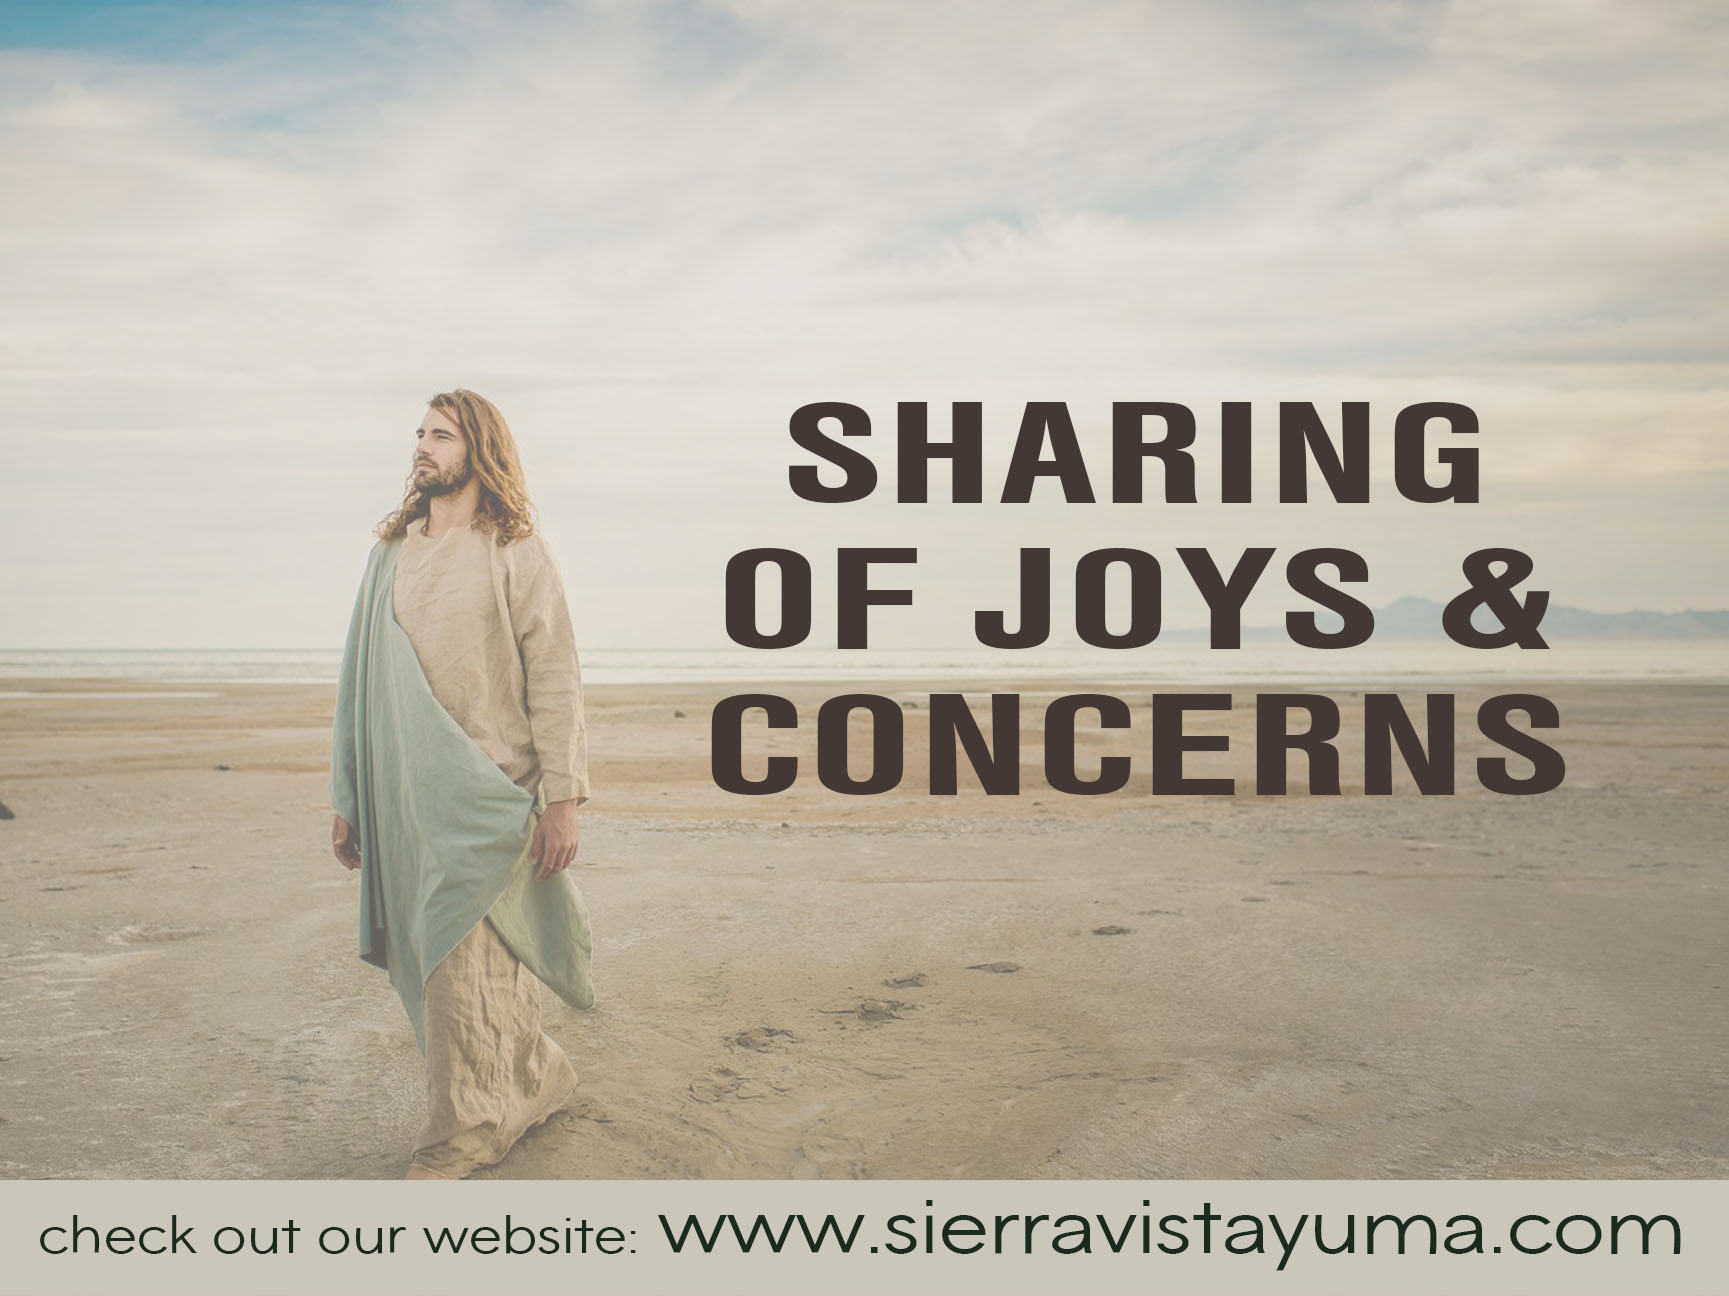 SHARING
OF JOYS &
CONCERNS
check out our website: www.sierravistayuma.com